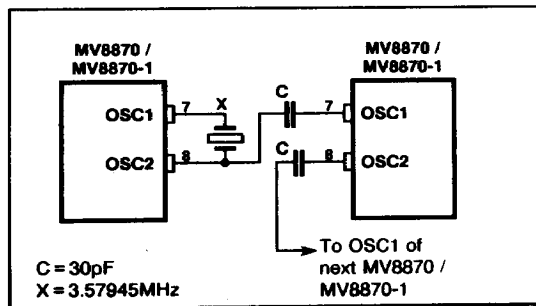 MV8870 /
MV8870-1
OSC1
7
X
OSC2
8
C
C
MV8870 /
MV8870-1
7
OSC1
8
OSC2
C = 30pF
X = 3.57945MHz
To OSC1 of
next MV8870 /
MV8870-1